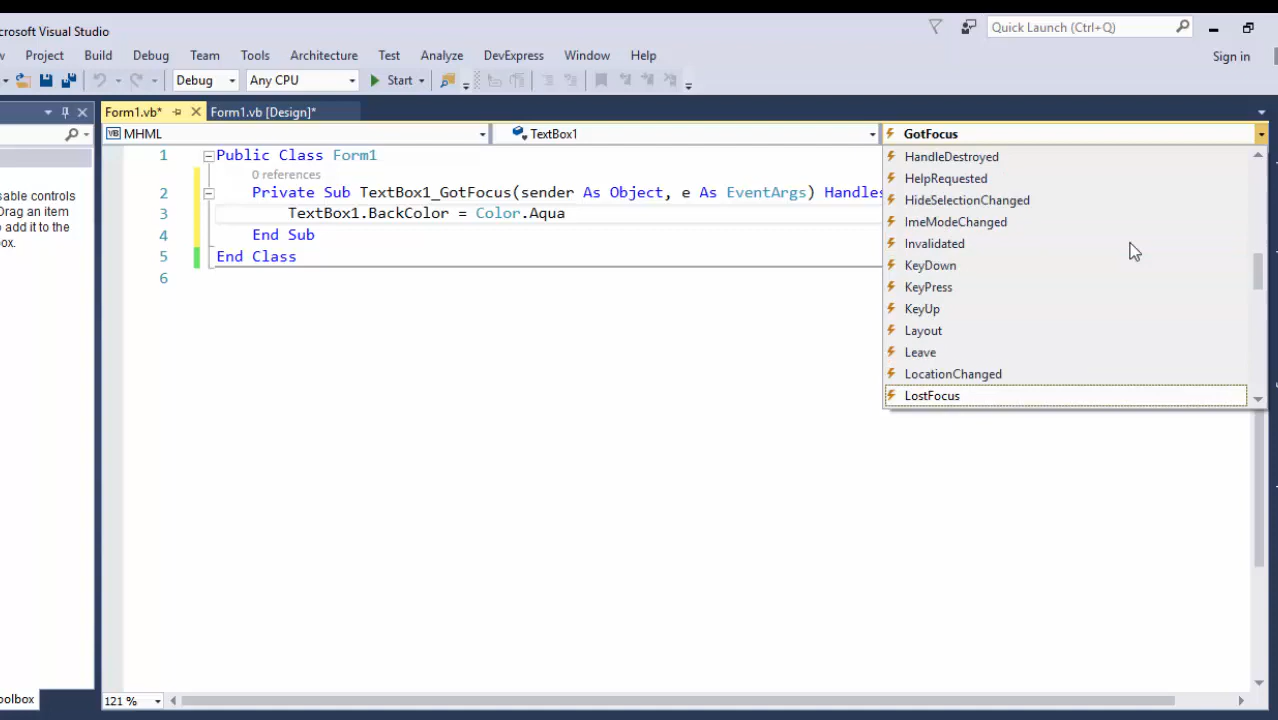 crosoft Visual Studio
Quick Launch (Ctrl+Q)
w Project Build Debug Team Tools Architecture Test Analyze DevExpress Window Help
Sign in
Debug Any CPU Start
Form1.vb* Form1.vb [Design]*
MHML TextBox1 GotFocus
1 Public Class Form1
0 references
2 Private Sub TextBox1_GotFocus(sender As Object, e As EventArgs) Handles
3 TextBox1.BackColor = Color.Aqua
4 End Sub
5 End Class
6
HandleDestroyed
HelpRequested
HideSelectionChanged
ImeModeChanged
Invalidated
KeyDown
KeyPress
KeyUp
Layout
Leave
LocationChanged
LostFocus
sable controls
Drag an item
add it to the
ox.
oolbox
121 %